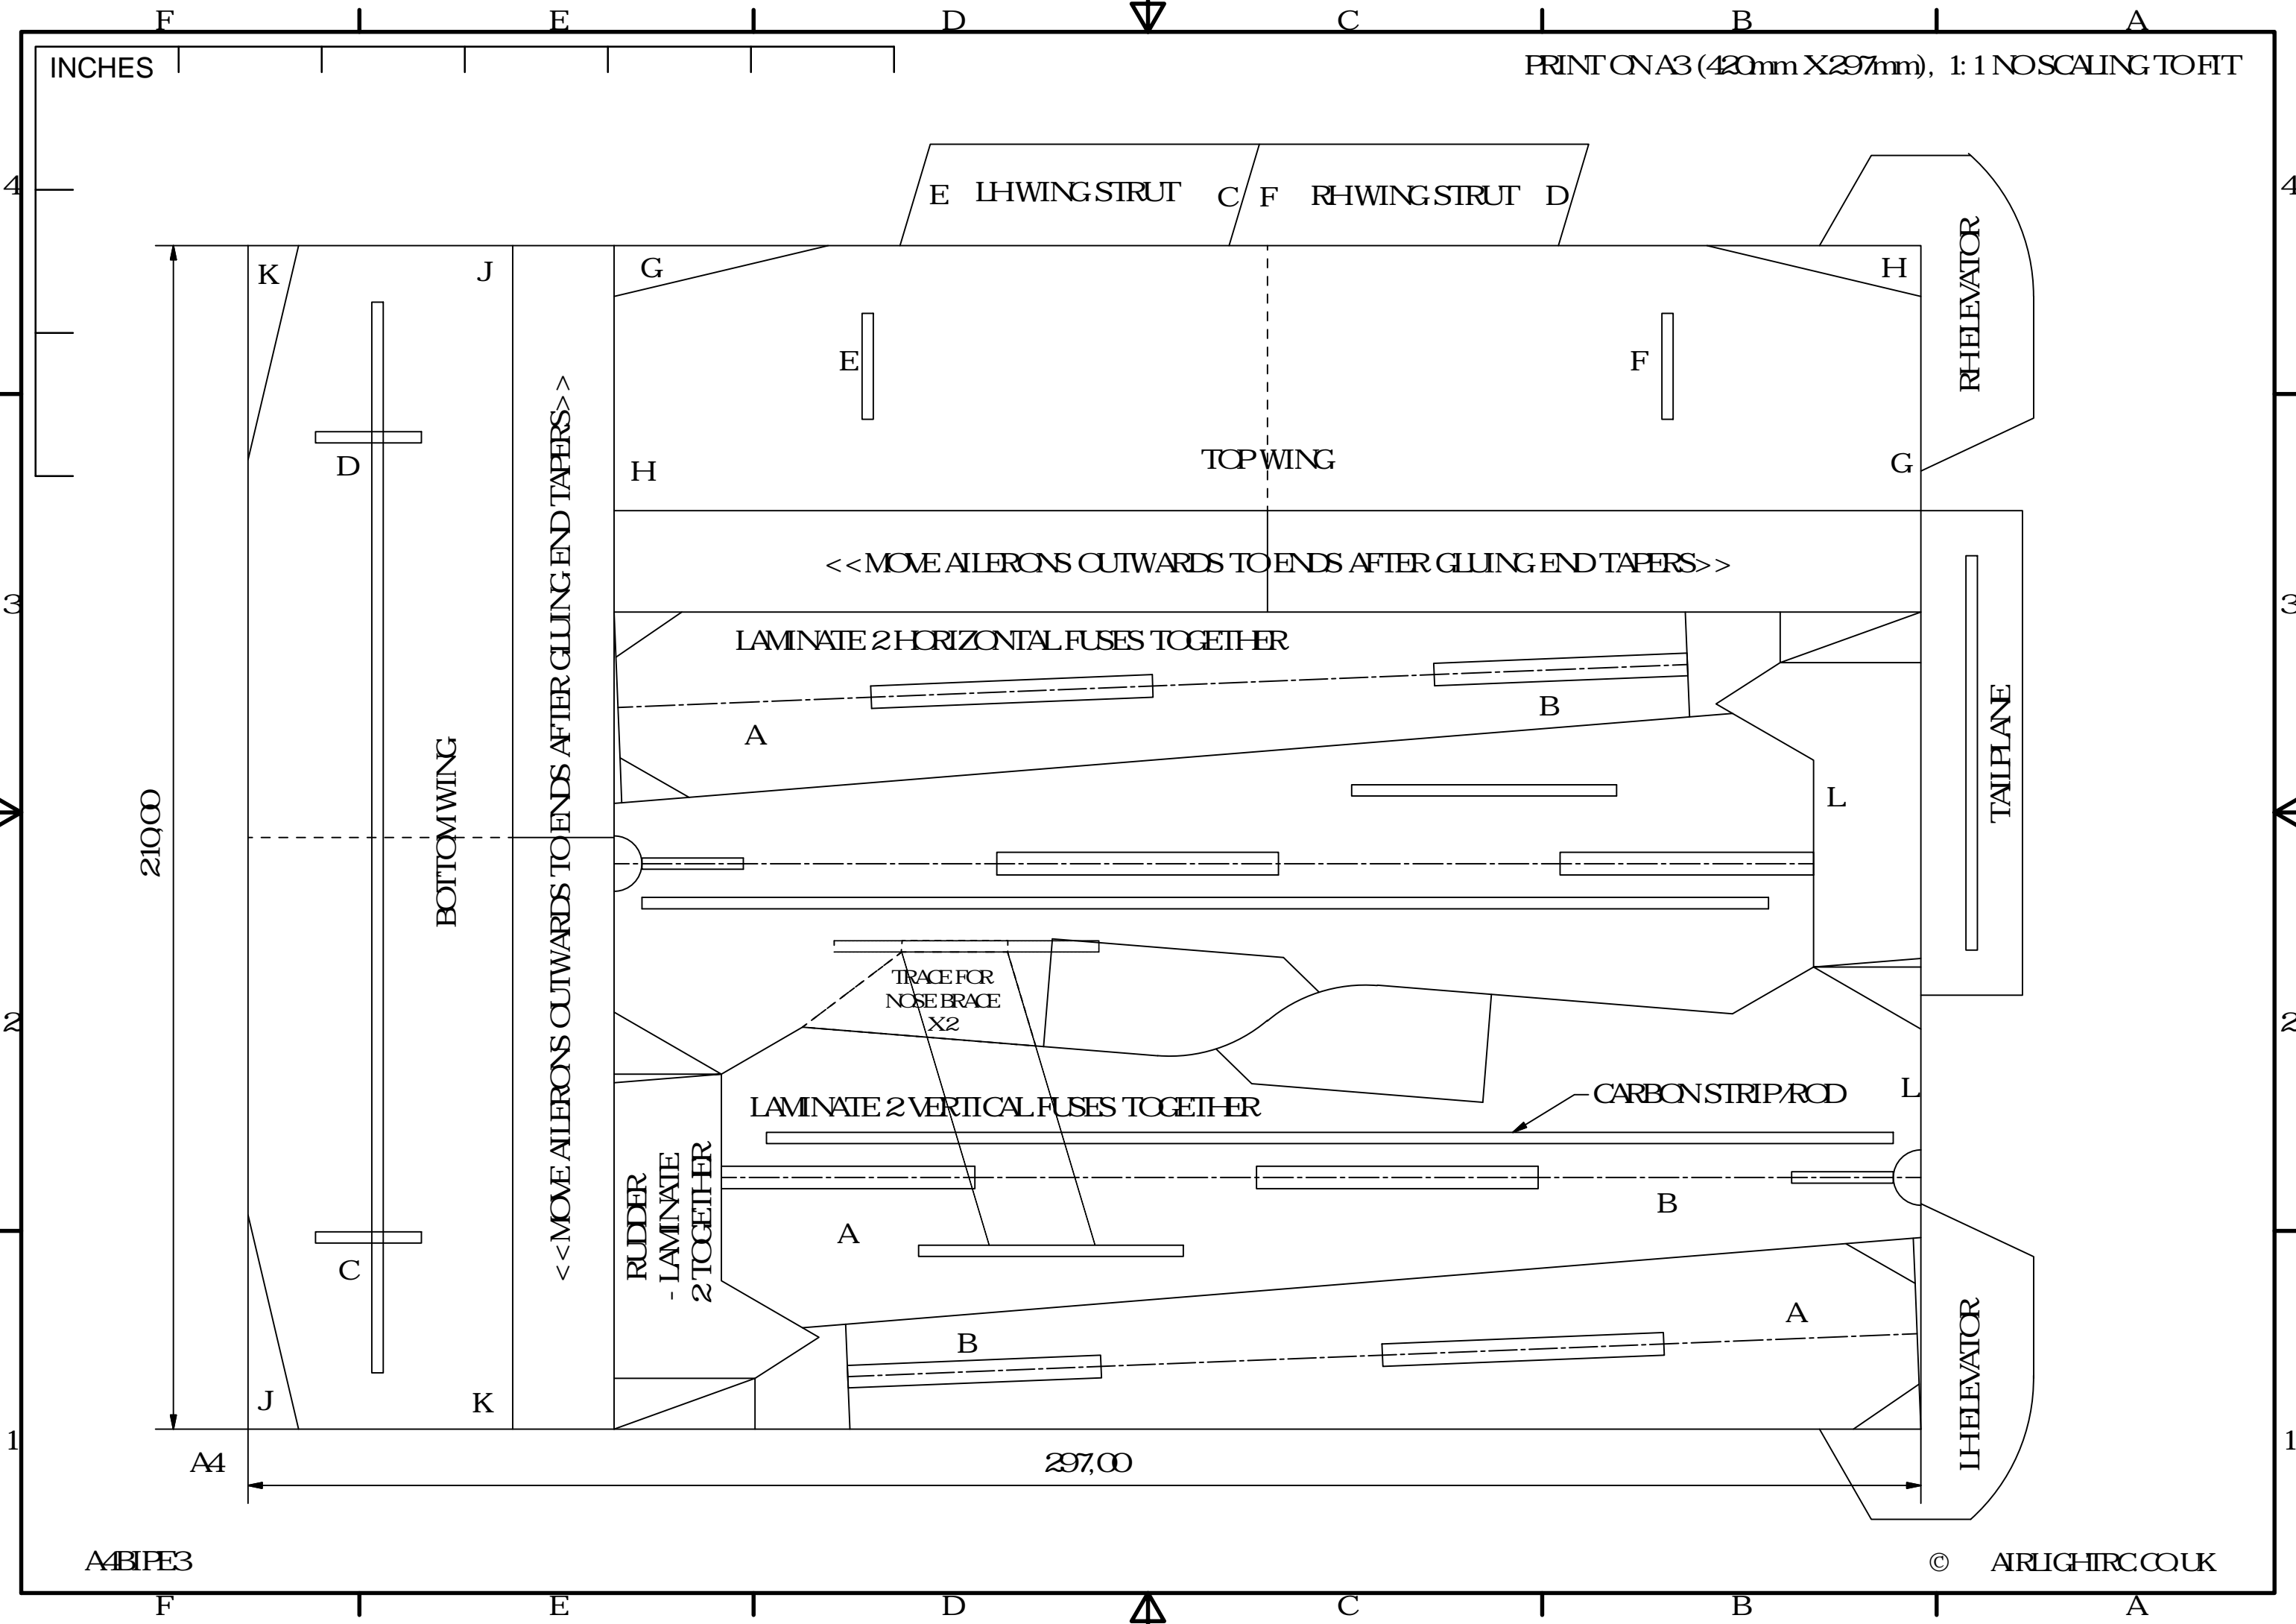 F E D C B A
INCHES
PRINT ON A3 (420mm X 297mm), 1:1 NO SCALING TO FIT
4 4
E LH WING STRUT C F RH WING STRUT D
RH ELEVATOR
K J G H
E F
D H TOP WING G
<<MOVE AILERONS OUTWARDS TO ENDS AFTER GLUING END TAPERS>>
<<MOVE AILERONS OUTWARDS TO ENDS AFTER GLUING END TAPERS>>
3 3
LAMINATE 2 HORIZONTAL FUSES TOGETHER
A B
TAILPLANE
L
BOTTOM WING
210,00
TRACE FOR
NOSE BRACE
X2
2 2
LAMINATE 2 VERTICAL FUSES TOGETHER
CARBON STRIP/ROD
L
RUDDER
- LAMINATE
2 TOGETHER
A B
C
B A
LH ELEVATOR
J K
1 1
A4
297,00
A4BIPE3
© AIRLIGHTRC.CO.UK
F E D C B A